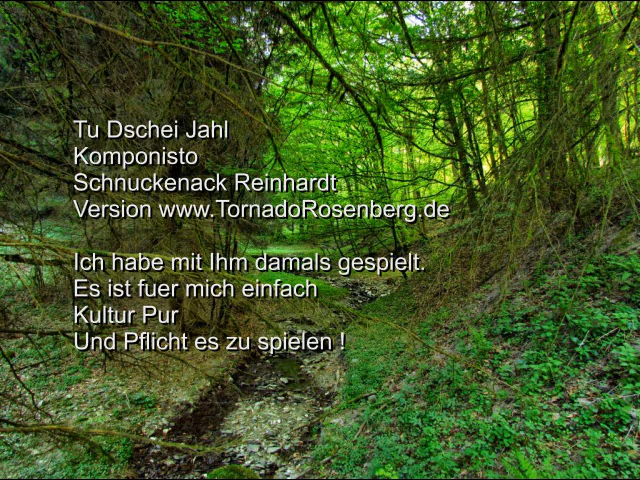 Tu Dschei Jahl
Komponisto
Schnuckenack Reinhardt
Version www.TornadoRosenberg.de
Ich habe mit Ihm damals gespielt.
Es ist fuer mich einfach
Kultur Pur
Und Pflicht es zu spielen !